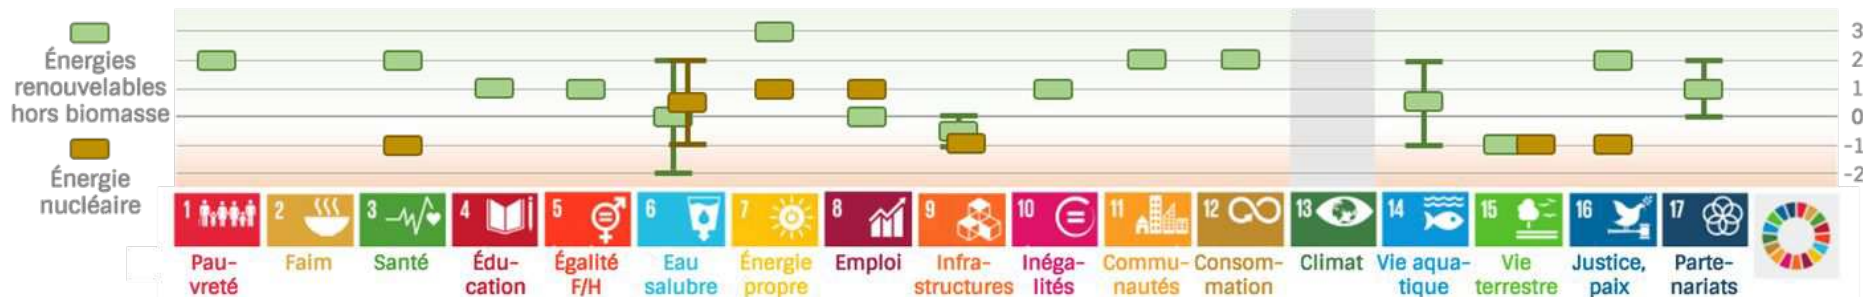 Énergies
renouvelables
hors biomasse
Énergie
nucléaire
3
2
1
0
-1
-2
1 2 3 4 5 6 7 8 9 10 11 12 13 14 15 16 17
Pau-
vreté
Faim
Santé
Édu-
cation
Égalité
F/H
Eau
salubre
Énergie
propre
Emploi
Infra-
structures
Inéga-
lités
Commu-
nautés
Consom-
mation
Climat
Vie aqua-
tique
Vie
terrestre
Justice,
paix
Parte-
nariats